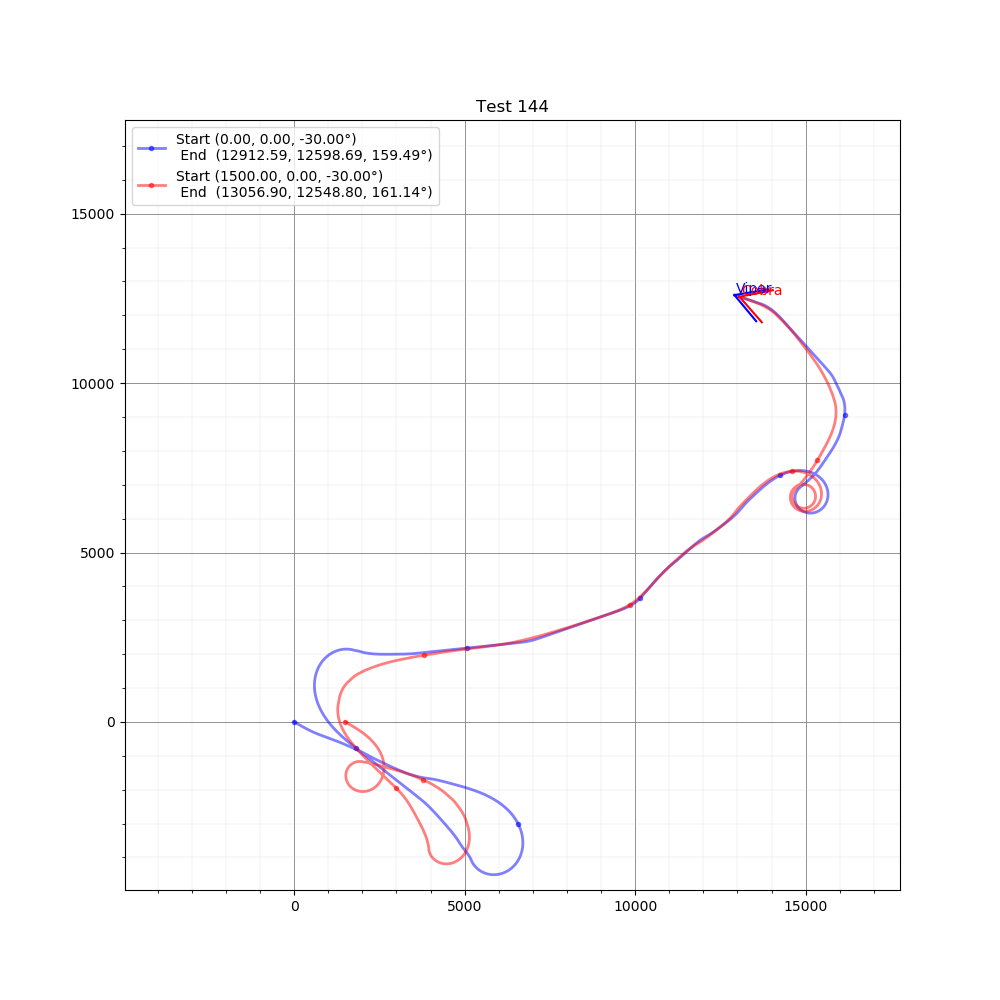 Test 144
Start (0.00, 0.00, -30.00°)
End  (12912.59, 12598.69, 159.49°)
Start (1500.00, 0.00, -30.00°)
End  (13056.90, 12548.80, 161.14°)
15000
10000
5000
0
0
5000
10000
15000